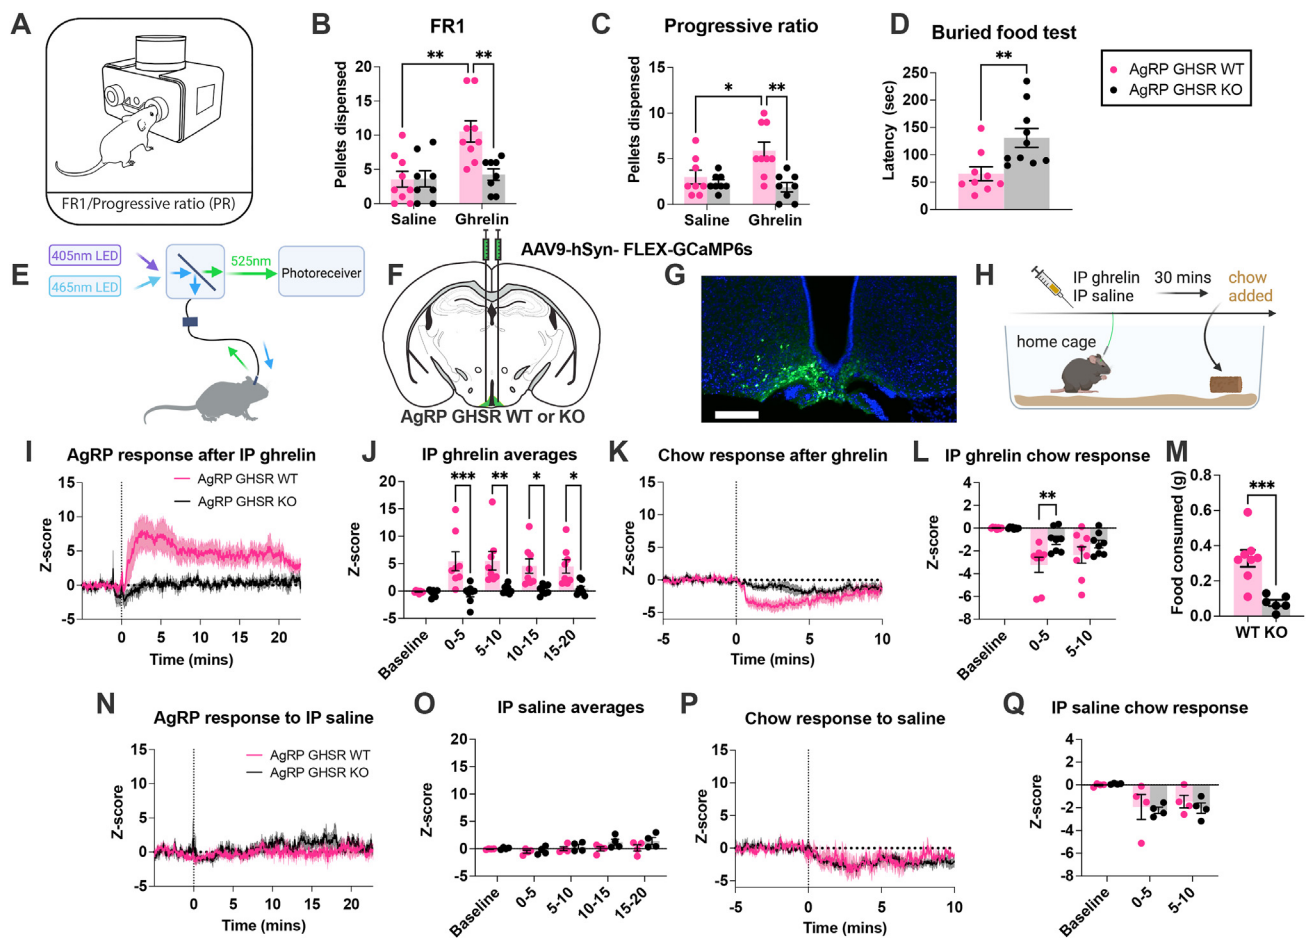 A
FR1/Progressive ratio (PR)
B
FR1
Pellets dispensed
20
15
10
5
0
**
**
Saline
Ghrelin
C
Progressive ratio
Pellets dispensed
15
10
5
0
*
**
Saline
Ghrelin
D
Buried food test
Latency (sec)
250
200
150
100
50
0
**
AgRP GHSR WT
AgRP GHSR KO
E
405nm LED
465nm LED
525nm
Photoreceiver
F
AAV9-hSyn- FLEX-GCaMP6s
AgRP GHSR WT or KO
G
H
IP ghrelin
IP saline
30 mins
chow
added
home cage
I
AgRP response after IP ghrelin
AgRP GHSR WT
AgRP GHSR KO
Z-score
15
10
5
0
-5
0
5
10
15
20
Time (mins)
J
IP ghrelin averages
Z-score
20
15
10
5
0
-5
***
**
*
*
Baseline
0-5
5-10
10-15
15-20
K
Chow response after ghrelin
Z-score
15
10
5
0
-5
-5
0
5
10
Time (mins)
L
IP ghrelin chow response
Z-score
4
2
0
-2
-4
-6
-8
**
Baseline
0-5
5-10
M
Food consumed (g)
0.8
0.6
0.4
0.2
0.0
***
WT KO
N
AgRP response to IP saline
AgRP GHSR WT
AgRP GHSR KO
Z-score
15
10
5
0
-5
0
5
10
15
20
Time (mins)
O
IP saline averages
Z-score
20
15
10
5
0
-5
Baseline
0-5
5-10
10-15
15-20
P
Chow response to saline
Z-score
15
10
5
0
-5
-5
0
5
10
Time (mins)
Q
IP saline chow response
Z-score
4
2
0
-2
-4
-6
-8
Baseline
0-5
5-10